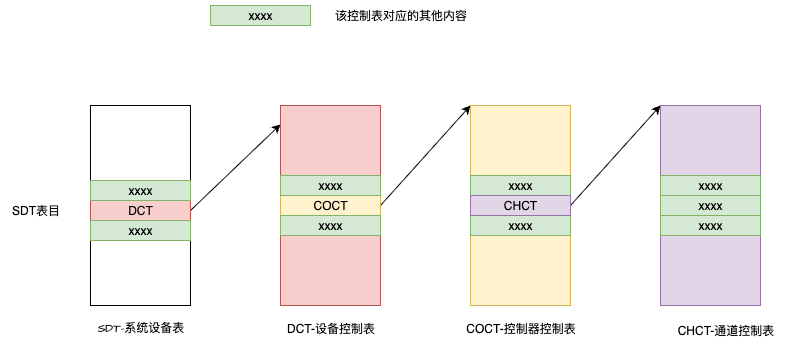 xxxx
该控制表对应的其他内容
SDT表目
xxxx
DCT
xxxx
SDT-系统设备表
xxxx
COCT
xxxx
DCT-设备控制表
xxxx
CHCT
xxxx
COCT-控制器控制表
xxxx
xxxx
xxxx
CHCT-通道控制表